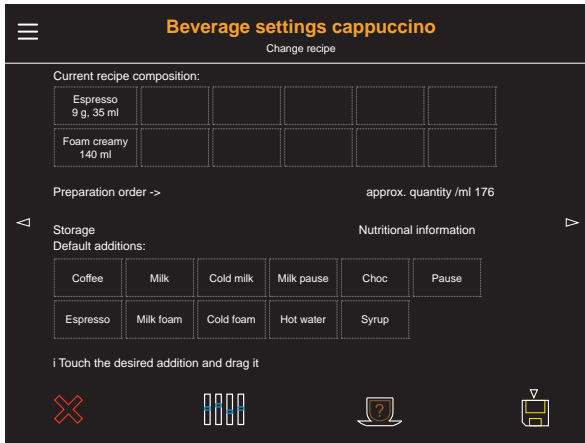 Beverage settings cappuccino
Change recipe
Current recipe composition:
Espresso
9 g, 35 ml
Foam creamy
140 ml
Preparation order -> approx. quantity /ml 176
Storage Nutritional information
Default additions:
Coffee Milk Cold milk Milk pause Choc Pause
Espresso Milk foam Cold foam Hot water Syrup
i Touch the desired addition and drag it
?